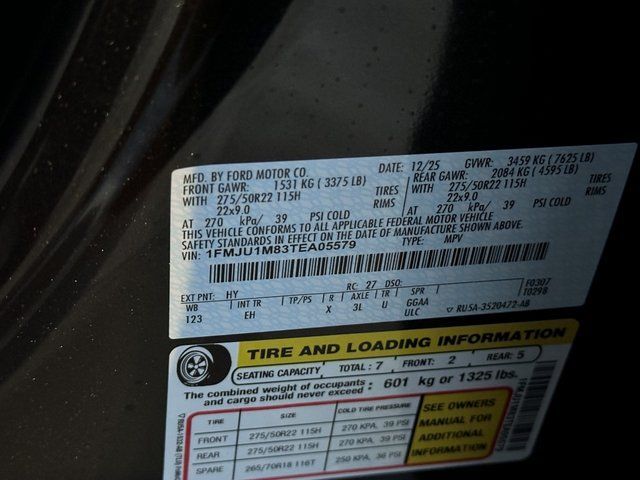 MFD. BY FORD MOTOR CO. DATE: 12/25 GVWR: 3459 KG ( 7625 LB)
FRONT GAWR: 1531 KG ( 3375 LB) REAR GAWR: 2084 KG ( 4595 LB)
WITH 275/50R22 115H TIRES WITH 275/50R22 115H TIRES
22x9.0 RIMS 22x9.0 RIMS
AT 270 kPa/ 39 PSI COLD AT 270 kPa/ 39 PSI COLD
THIS VEHICLE CONFORMS TO ALL APPLICABLE FEDERAL MOTOR VEHICLE
SAFETY STANDARDS IN EFFECT ON THE DATE OF MANUFACTURE SHOWN ABOVE.
VIN: 1FMJU1M83TEA05579 TYPE: MPV
EXT PNT: HY RC: 27 DSO: F0307
WB INT TR TP/PS R AXLE TR SPR T0298
123 EH X 3L U GGAA
ULC ▽ RU5A-3520472-AB
TIRE AND LOADING INFORMATION
SEATING CAPACITY TOTAL : 7 FRONT: 2 REAR: 5
The combined weight of occupants
and cargo should never exceed : 601 kg or 1325 lbs.
TIRE SIZE COLD TIRE PRESSURE
FRONT 275/50R22 115H 270 KPA, 39 PSI
REAR 275/50R22 115H 270 KPA, 39 PSI
SPARE 265/70R18 116T 250 KPA, 36 PSI
SEE OWNERS
MANUAL FOR
ADDITIONAL
INFORMATION